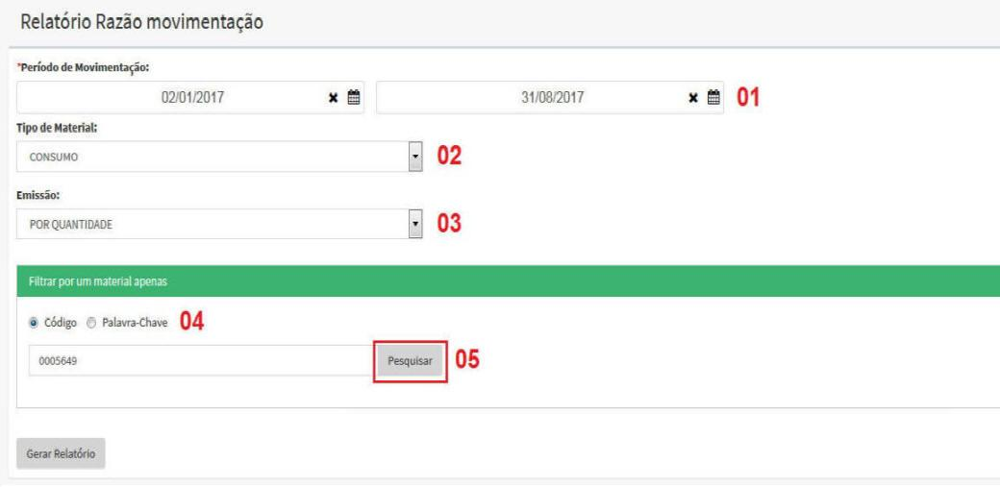 Relatório Razão movimentação
*Período de Movimentação:
02/01/2017 31/08/2017 01
Tipo de Material:
CONSUMO 02
Emissão:
POR QUANTIDADE 03
Filtrar por um material apenas
Código Palavra-Chave 04
0005649 Pesquisar 05
Gerar Relatório